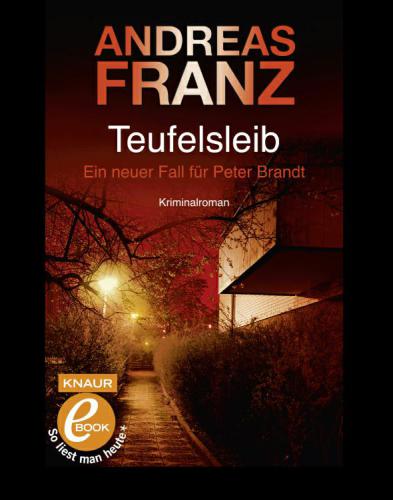 ANDREAS
FRANZ
Teufelsleib
Ein neuer Fall für Peter Brandt
Kriminalroman
KNAUR
e
BOOK
So liest man heute*